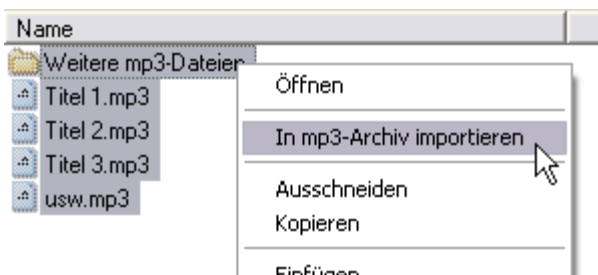 Name
Weitere mp3-Dateien
Titel 1.mp3
Titel 2.mp3
Titel 3.mp3
usw.mp3
Öffnen
In mp3-Archiv importieren
Ausschneiden
Kopieren
Einfügen